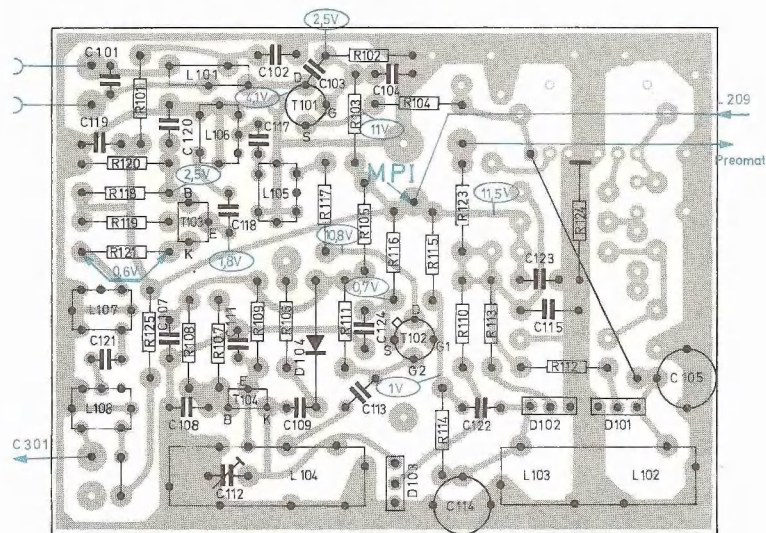 2,5V
C101
C102
R102
L101
C103
C104
D
R101
4,1V
T101
G
R103
R104
L209
C119
C120
L106
C117
S
11V
Preomat
R120
2,5V
MPI
R118
B
L105
R117
R105
11,5V
R123
R124
R119
T103
E
C118
R121
K
1,8V
10,8V
R116
R115
0,6V
C123
L107
0,7V
C115
R125
C107
R108
R107
C111
R109
R106
D104
R111
C124
D
S
T102
G1
G2
R110
R113
C121
R112
C105
L108
E
T104
B
K
C108
C109
C113
1V
R114
C122
D102
D101
C301
C112
L104
D103
C114
L103
L102